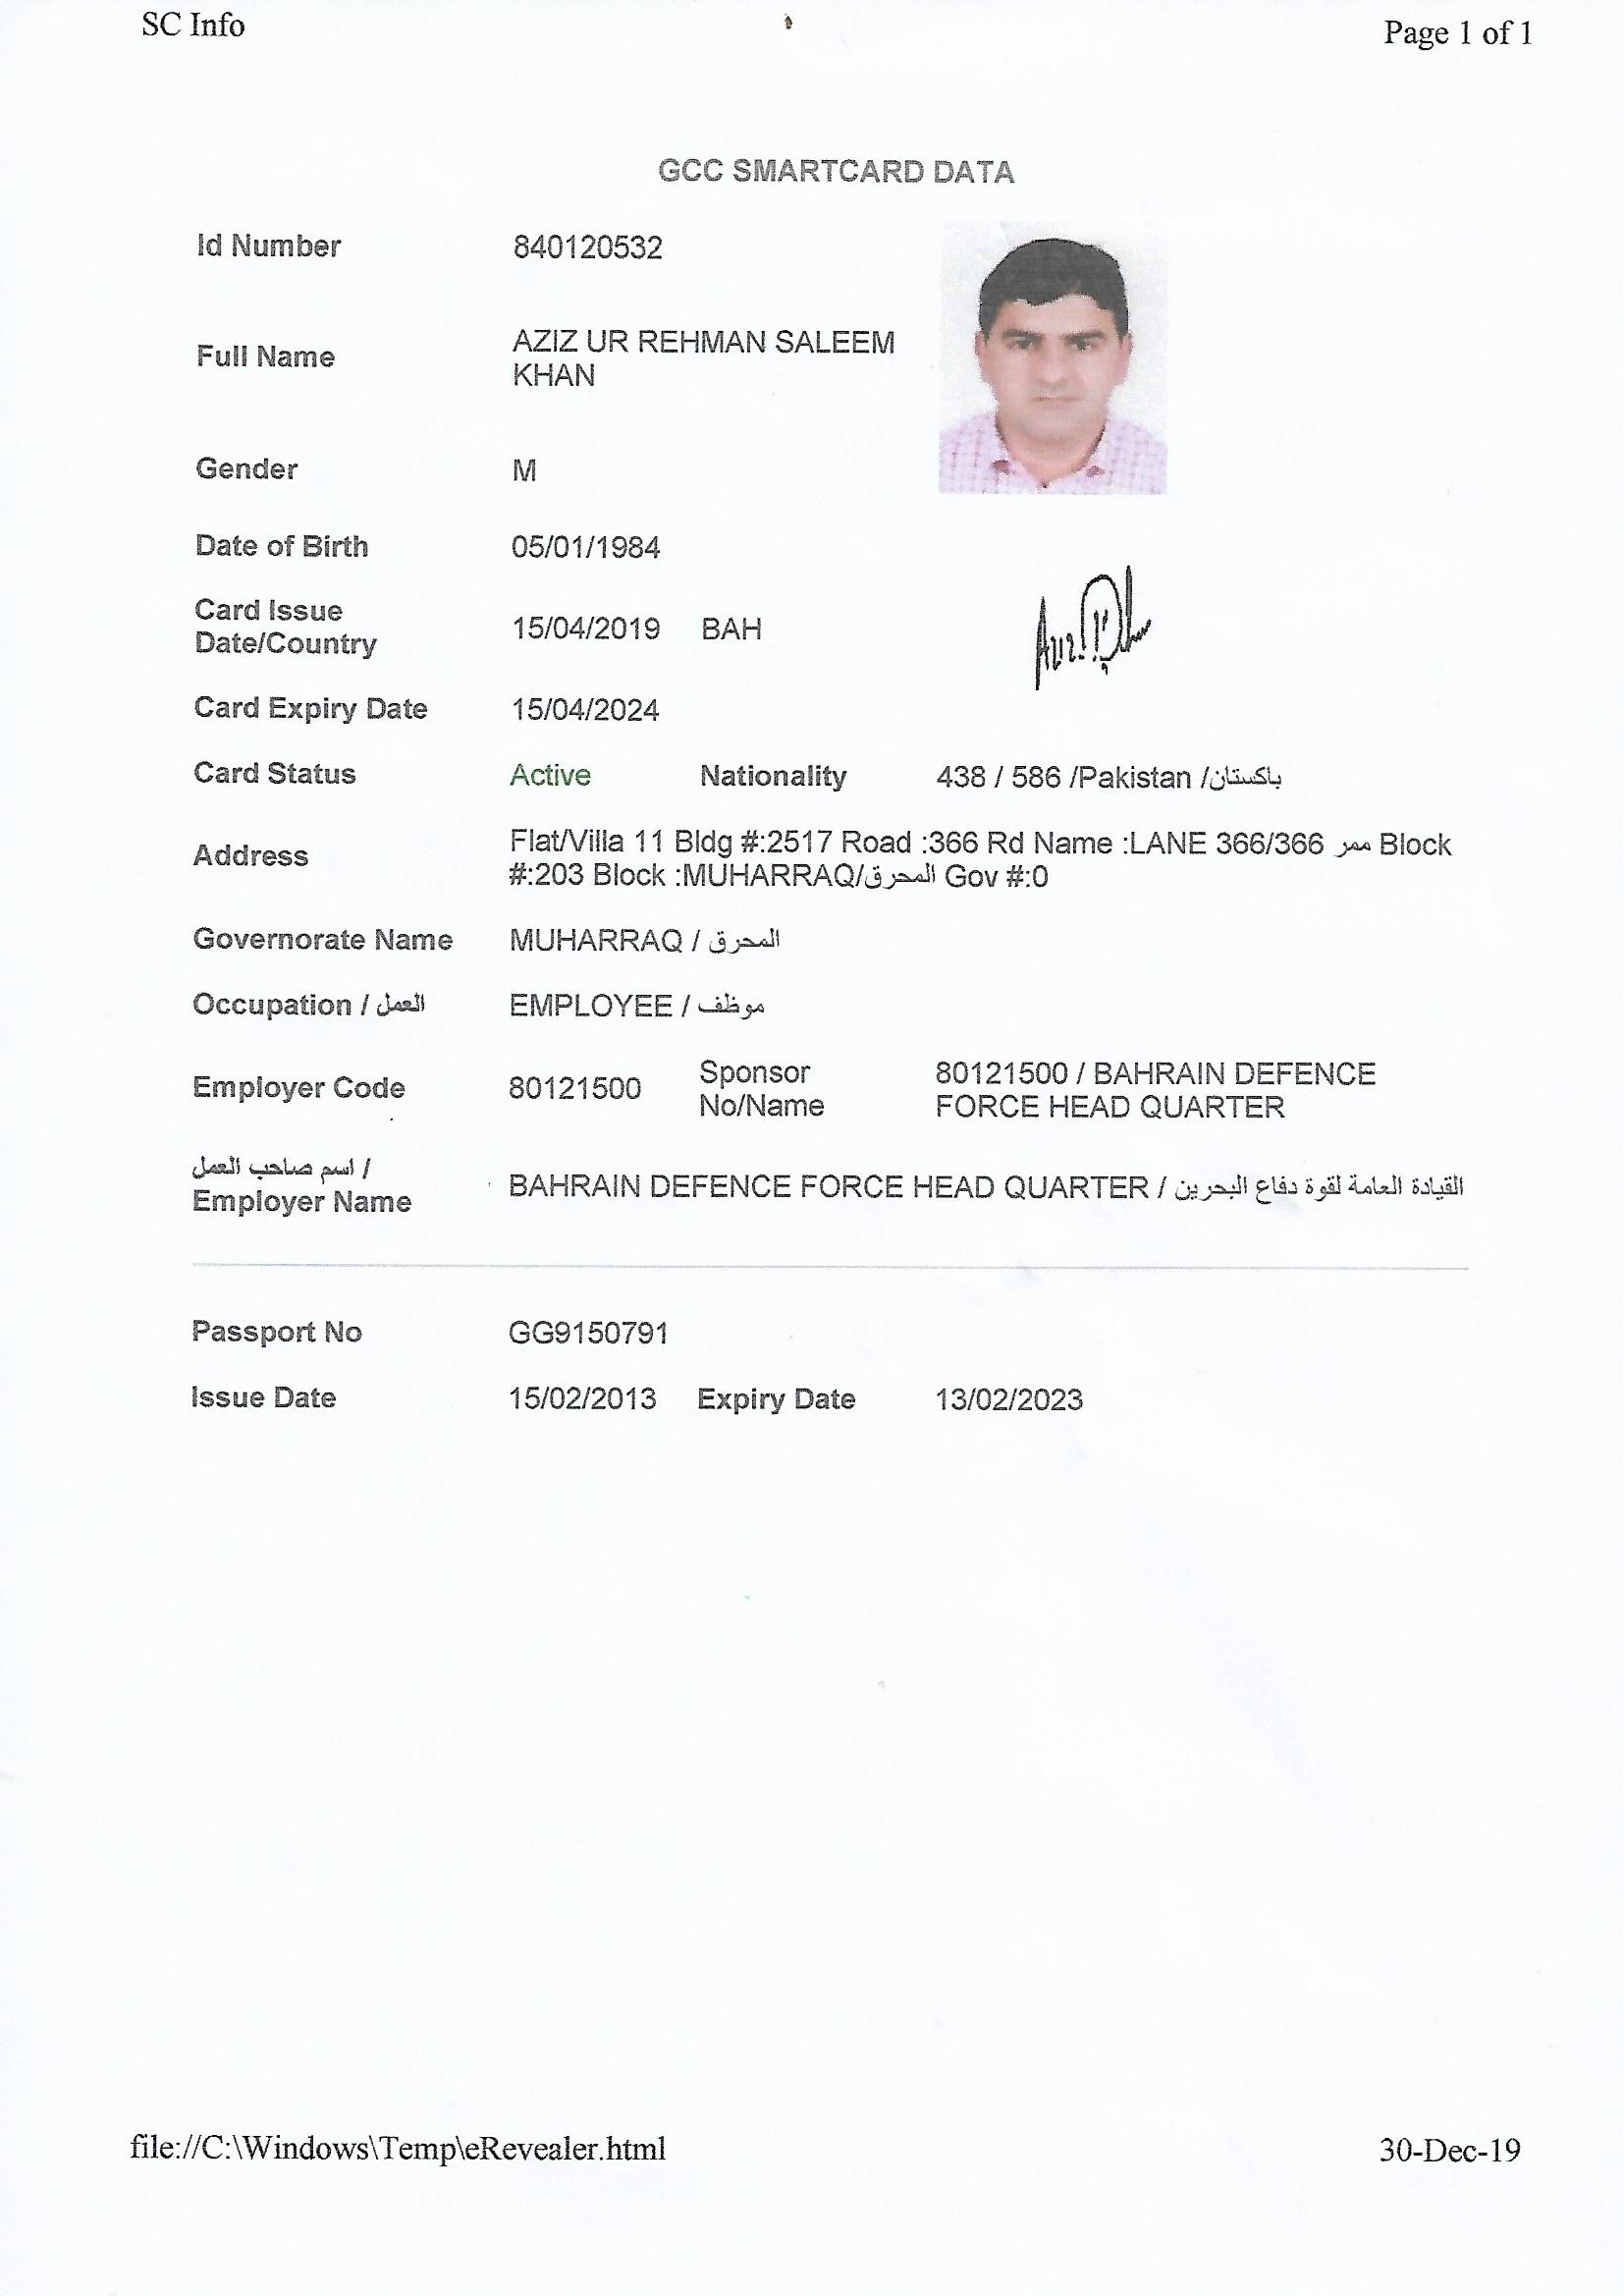 SC Info
Page 1 of 1
GCC SMARTCARD DATA
Id Number 840120532
Full Name AZIZ UR REHMAN SALEEM
KHAN
Gender M
Date of Birth 05/01/1984
Card Issue
Date/Country 15/04/2019 BAH
Card Expiry Date 15/04/2024
Card Status Active Nationality 438 / 586 /Pakistan /باكستان
Address Flat/Villa 11 Bldg #:2517 Road :366 Rd Name :LANE 366/366 ممر Block
#:203 Block :MUHARRAQ/المحرق Gov #:0
Governorate Name MUHARRAQ / المحرق
Occupation / العمل EMPLOYEE / موظف
Employer Code 80121500 Sponsor
No/Name 80121500 / BAHRAIN DEFENCE
FORCE HEAD QUARTER
اسم صاحب العمل /
Employer Name BAHRAIN DEFENCE FORCE HEAD QUARTER / القيادة العامة لقوة دفاع البحرين
Passport No GG9150791
Issue Date 15/02/2013 Expiry Date 13/02/2023
file://C:\Windows\Temp\eRevealer.html
30-Dec-19